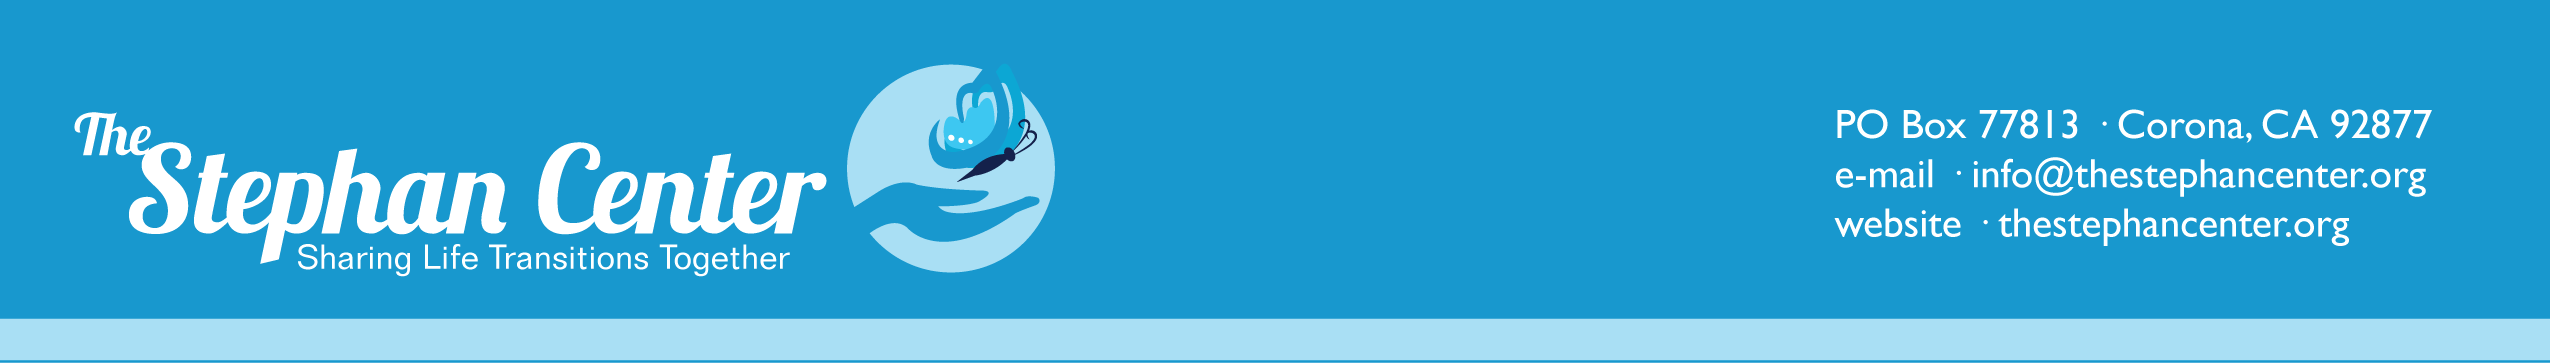 The
Stephan Center
Sharing Life Transitions Together
PO Box 77813 · Corona, CA 92877
e-mail · info@thestephancenter.org
website · thestephancenter.org